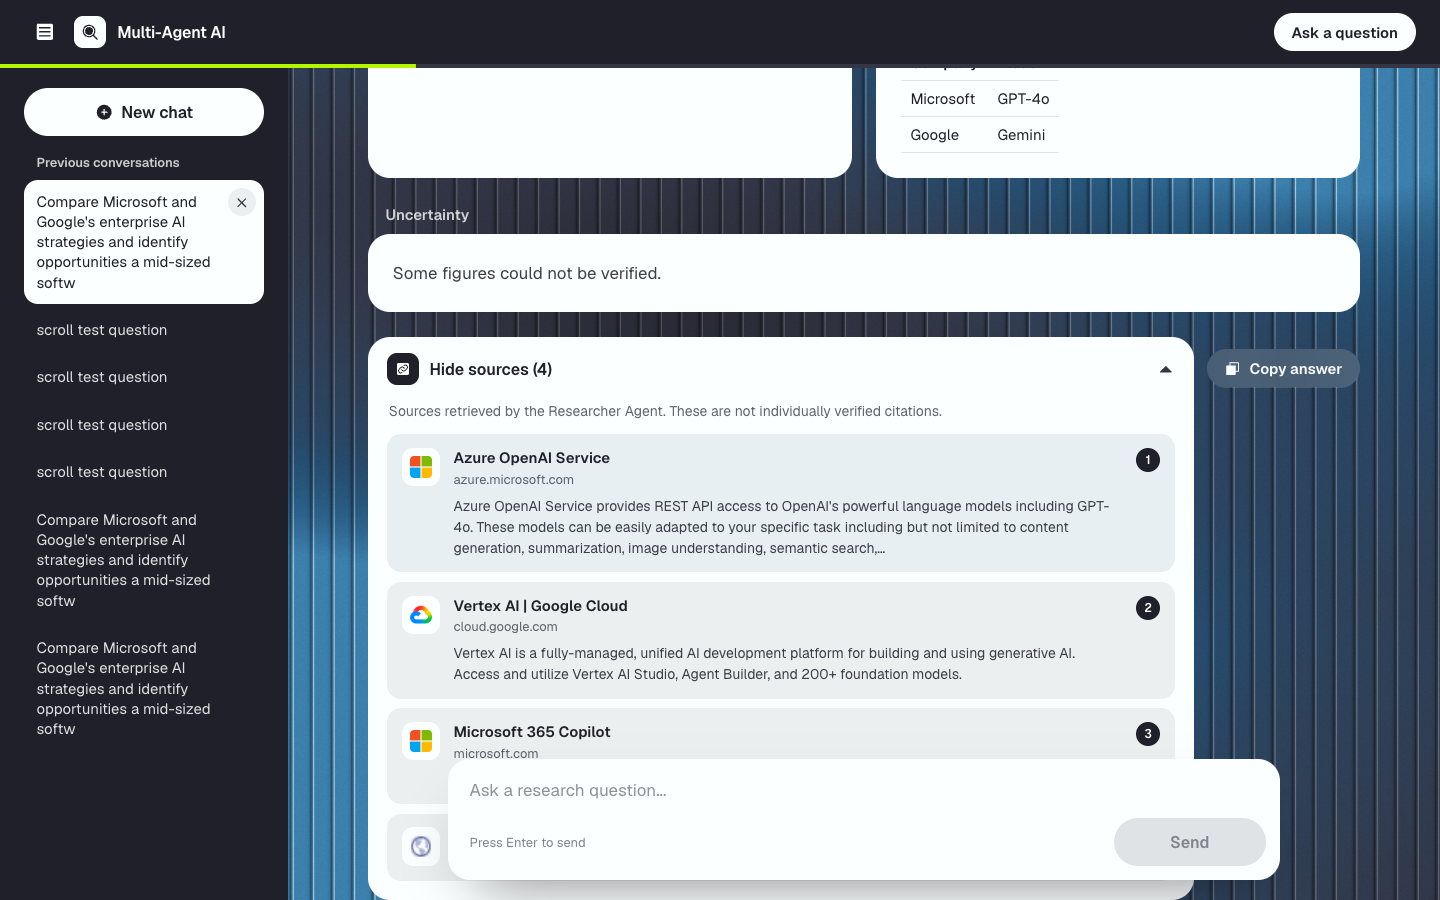 Multi-Agent AI
Ask a question
New chat
Previous conversations
Compare Microsoft and
Google's enterprise AI
strategies and identify
opportunities a mid-sized
softw
scroll test question
scroll test question
scroll test question
scroll test question
Compare Microsoft and
Google's enterprise AI
strategies and identify
opportunities a mid-sized
softw
Compare Microsoft and
Google's enterprise AI
strategies and identify
opportunities a mid-sized
softw
Microsoft GPT-4o
Google Gemini
Uncertainty
Some figures could not be verified.
Hide sources (4)
Copy answer
Sources retrieved by the Researcher Agent. These are not individually verified citations.
Azure OpenAI Service
1
azure.microsoft.com
Azure OpenAI Service provides REST API access to OpenAI's powerful language models including GPT-
4o. These models can be easily adapted to your specific task including but not limited to content
generation, summarization, image understanding, semantic search,…
Vertex AI | Google Cloud
2
cloud.google.com
Vertex AI is a fully-managed, unified AI development platform for building and using generative AI.
Access and utilize Vertex AI Studio, Agent Builder, and 200+ foundation models.
Microsoft 365 Copilot
3
microsoft.com
Ask a research question...
Press Enter to send
Send